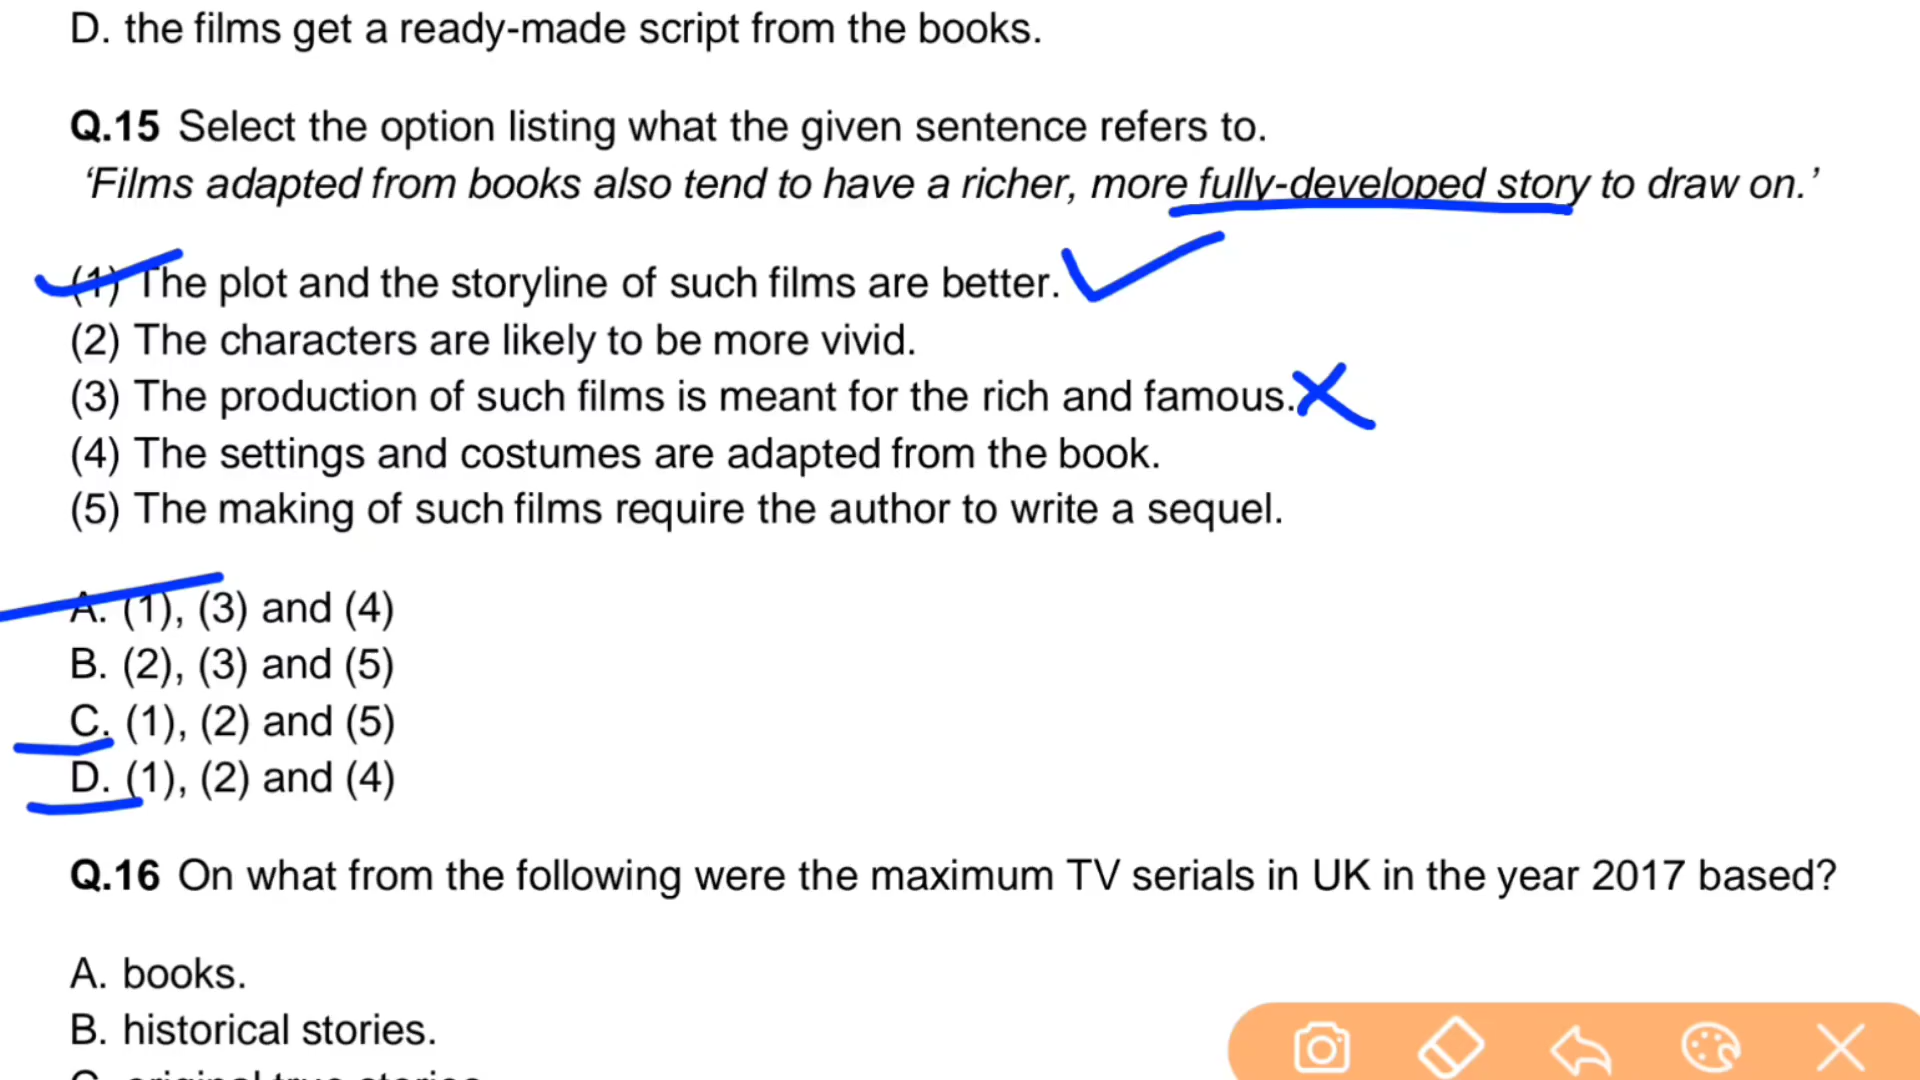 D. the films get a ready-made script from the books.
Q.15 Select the option listing what the given sentence refers to.
‘Films adapted from books also tend to have a richer, more fully-developed story to draw on.’
(1) The plot and the storyline of such films are better.
(2) The characters are likely to be more vivid.
(3) The production of such films is meant for the rich and famous.
(4) The settings and costumes are adapted from the book.
(5) The making of such films require the author to write a sequel.
A. (1), (3) and (4)
B. (2), (3) and (5)
C. (1), (2) and (5)
D. (1), (2) and (4)
Q.16 On what from the following were the maximum TV serials in UK in the year 2017 based?
A. books.
B. historical stories.